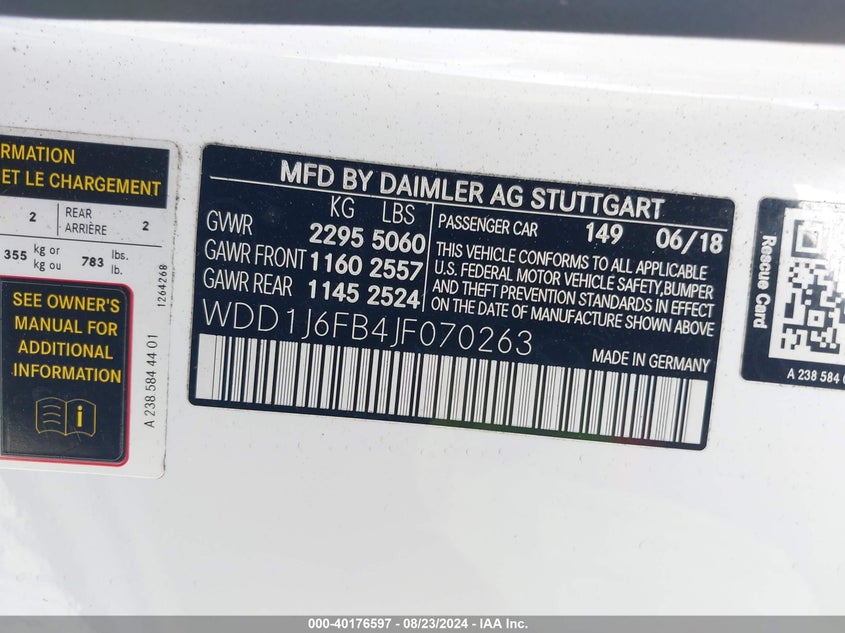 RMATION
ET LE CHARGEMENT
2 REAR ARRIÈRE 2
355 kg or kg ou 783 lbs. lb.
SEE OWNER'S
MANUAL FOR
ADDITIONAL
INFORMATION
1264268
A 238 584 44 01
MFD BY DAIMLER AG STUTTGART
KG LBS
GVWR 2295 5060
GAWR FRONT 1160 2557
GAWR REAR 1145 2524
PASSENGER CAR 149 06/18
THIS VEHICLE CONFORMS TO ALL APPLICABLE
U.S. FEDERAL MOTOR VEHICLE SAFETY,BUMPER
AND THEFT PREVENTION STANDARDS IN EFFECT
ON THE DATE OF MANUFACTURE SHOWN ABOVE
WDD1J6FB4JF070263
MADE IN GERMANY
Rescue Card
A 238 584
000-40176597 - 08/23/2024 - IAA Inc.